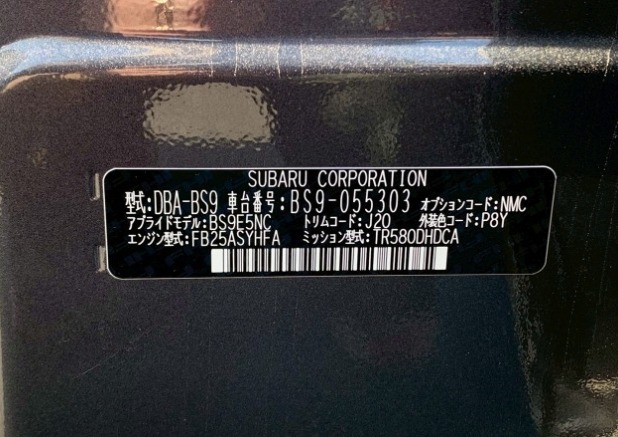 SUBARU CORPORATION
型式:DBA-BS9 車台番号:BS9-055303 オプションコード:NMC
アプライドモデル:BS9E5NC トリムコード:J20 外装色コード:P8Y
エンジン型式:FB25ASYHFA ミッション型式:TR580DHDCA